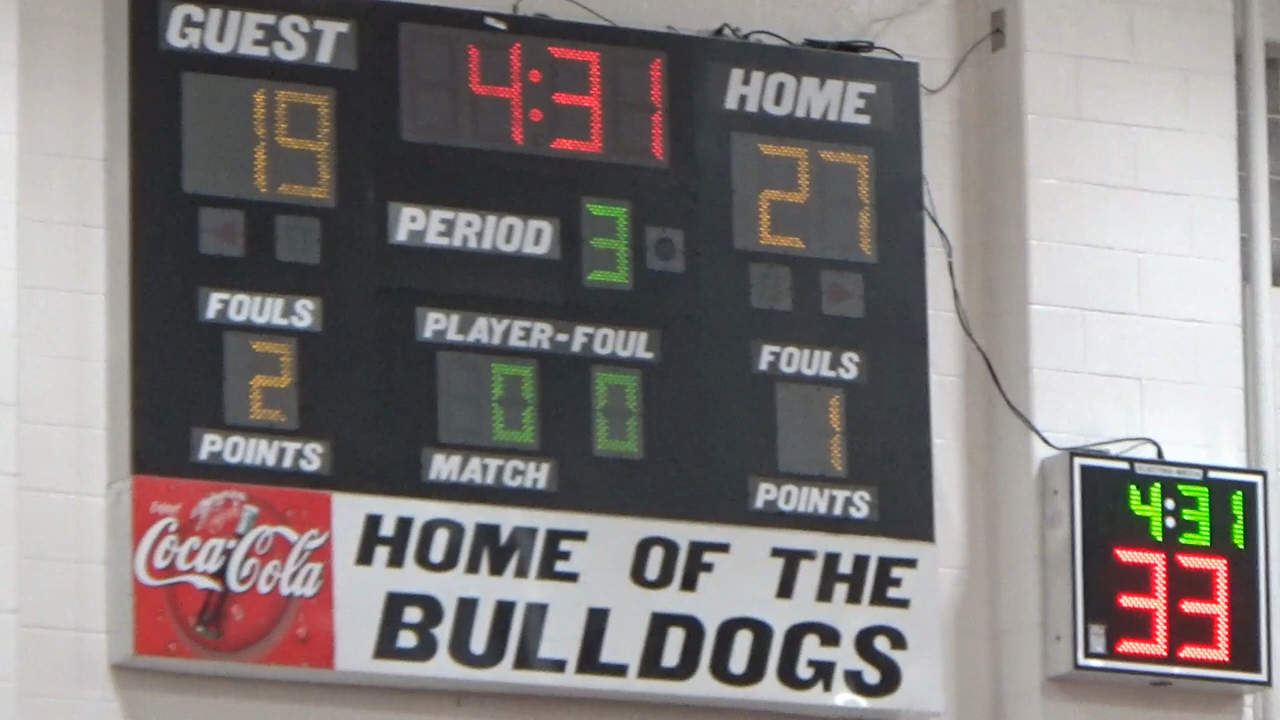 GUEST
4:31
HOME
19
27
PERIOD 3
FOULS
PLAYER-FOUL
FOULS
2
0 0
1
POINTS
MATCH
POINTS
Coca-Cola
HOME OF THE
BULLDOGS
4:31
33